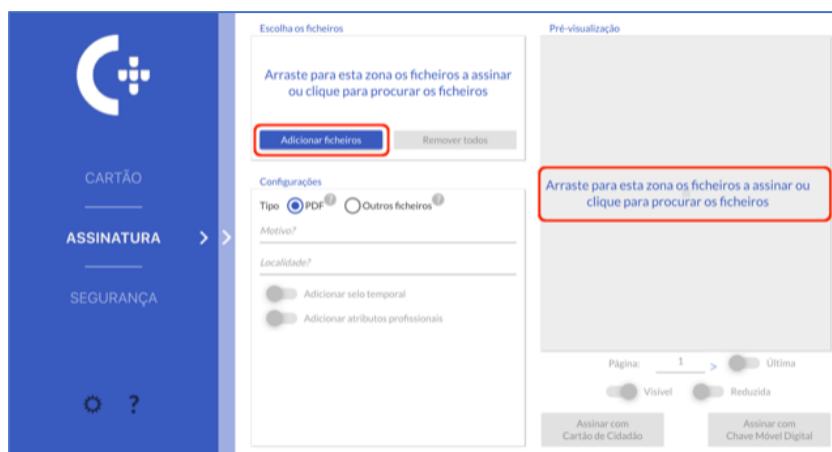 CARTÃO
ASSINATURA
SEGURANÇA
?
Escolha os ficheiros
Arraste para esta zona os ficheiros a assinar
ou clique para procurar os ficheiros
Adicionar ficheiros
Remover todos
Configurações
Tipo
PDF
?
Outros ficheiros
?
Motivo?
Localidade?
Adicionar selo temporal
Adicionar atributos profissionais
Pré-visualização
Arraste para esta zona os ficheiros a assinar ou
clique para procurar os ficheiros
Página: 1 >
Última
Visível
Reduzida
Assinar com
Cartão de Cidadão
Assinar com
Chave Móvel Digital